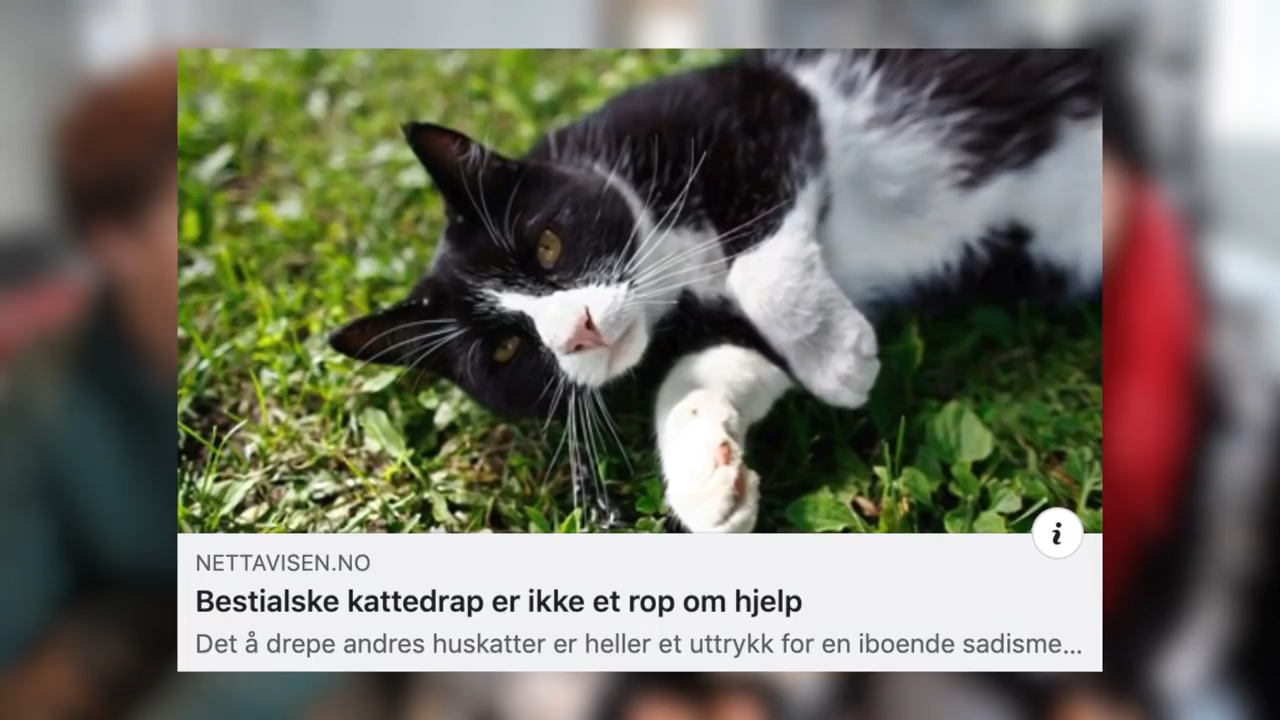 NETTAVISEN.NO
i
Bestialske kattedrap er ikke et rop om hjelp
Det å drepe andres huskatter er heller et uttrykk for en iboende sadisme...